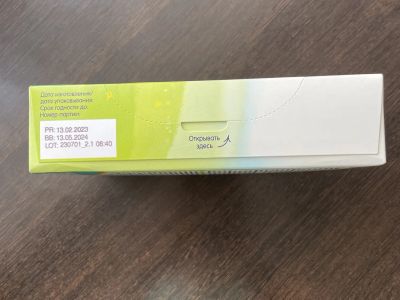 Дата изготовления/
дата упаковывания.
Срок годности до.
Номер партии:
PR: 13.02.2023
BB: 13.05.2024
LOT: 230701_2.1 08:40
Открывать
здесь